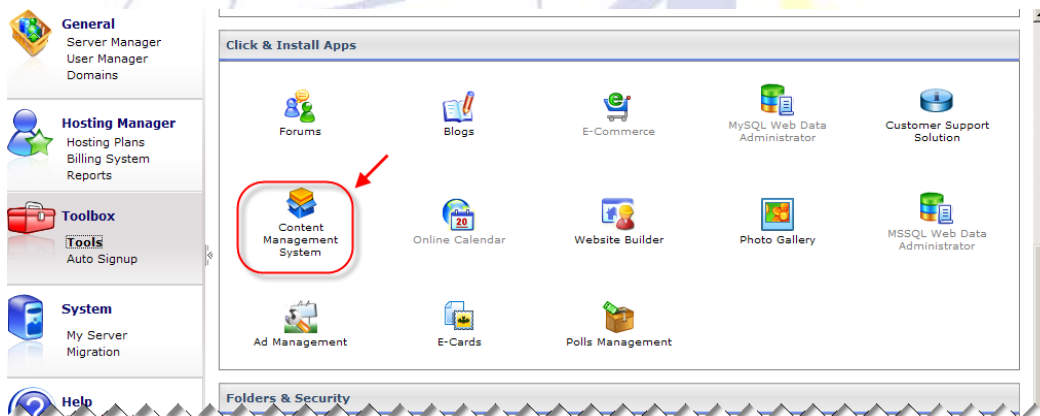 General
Server Manager
User Manager
Domains
Hosting Manager
Hosting Plans
Billing System
Reports
Toolbox
Tools
Auto Signup
System
My Server
Migration
Help
Click & Install Apps
Forums
Blogs
E-Commerce
MySQL Web Data
Administrator
Customer Support
Solution
Content
Management
System
Online Calendar
20
Website Builder
Photo Gallery
MSSQL Web Data
Administrator
Ad Management
E-Cards
Polls Management
Folders & Security